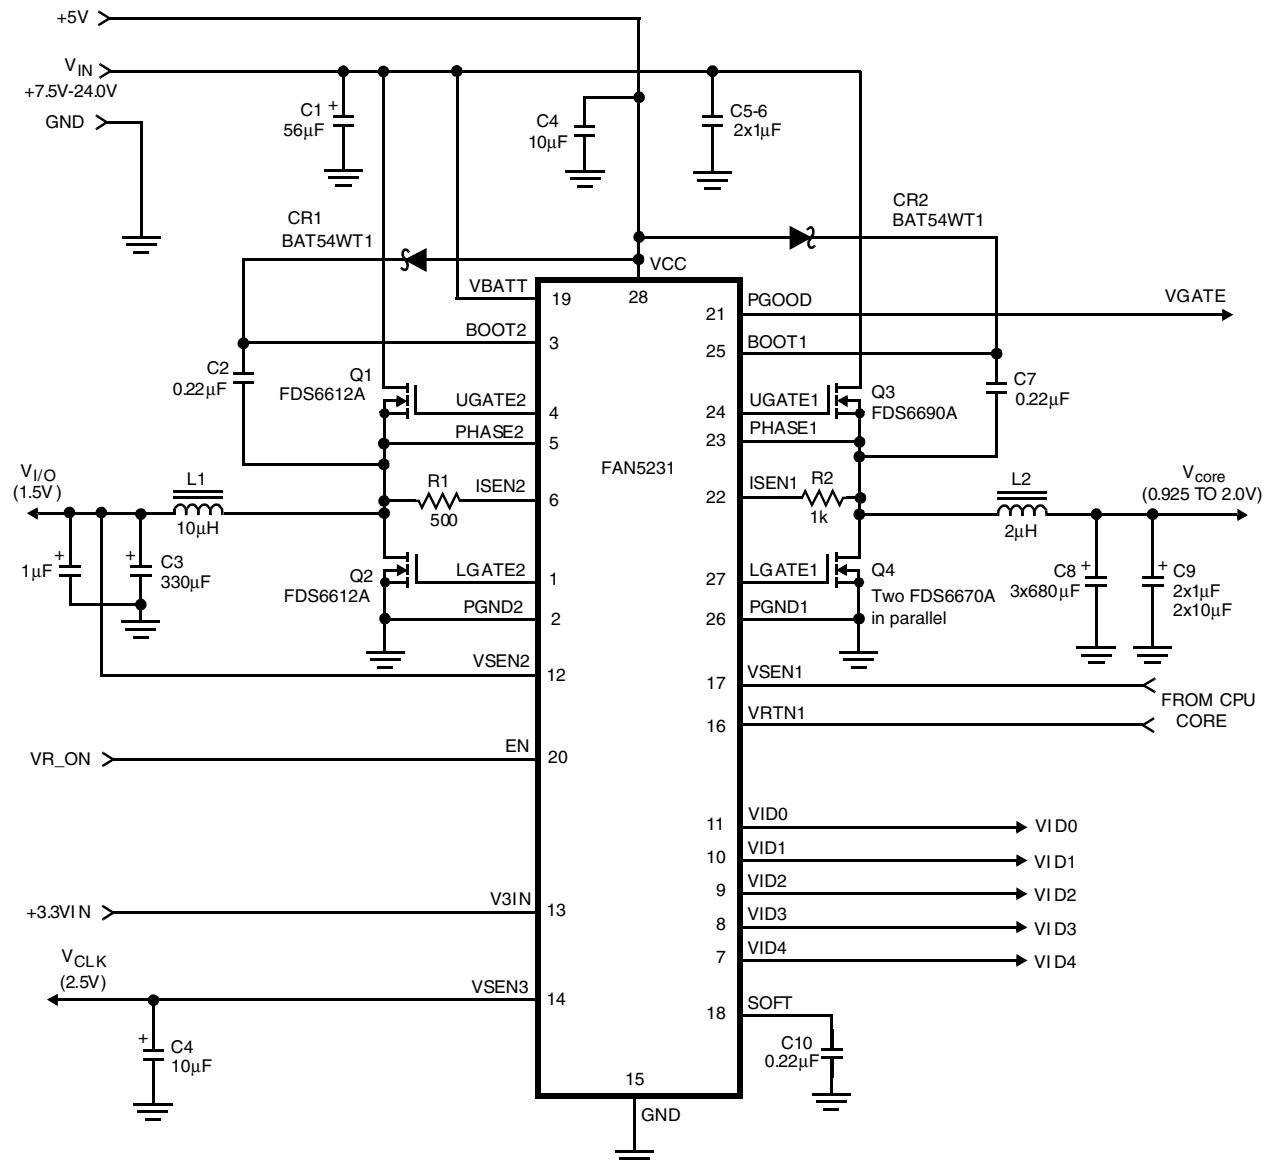 +5V
VIN
+7.5V-24.0V
GND
C1
+
56µF
C4
10µF
C5-6
2x1µF
CR1
BAT54WT1
CR2
BAT54WT1
VCC
28
VBATT
19
BOOT2
3
C2
0.22µF
Q1
FDS6612A
UGATE2
4
PHASE2
5
R1
500
ISEN2
6
VI/O
(1.5V)
L1
10µH
+
1µF
+
C3
330µF
Q2
FDS6612A
LGATE2
1
PGND2
2
VSEN2
12
VR_ON
EN
20
+3.3VIN
V3IN
13
VCLK
(2.5V)
VSEN3
14
+
C4
10µF
FAN5231
15
GND
21
PGOOD
VGATE
25
BOOT1
C7
0.22µF
24
UGATE1
Q3
FDS6690A
23
PHASE1
22
ISEN1
R2
1k
L2
2µH
Vcore
(0.925 TO 2.0V)
27
LGATE1
Q4
Two FDS6670A
in parallel
26
PGND1
C8
+
3x680µF
+
C9
2x1µF
2x10µF
17
VSEN1
16
VRTN1
FROM CPU
CORE
11
VID0
VID0
10
VID1
VID1
9
VID2
VID2
8
VID3
VID3
7
VID4
VID4
18
SOFT
C10
0.22µF